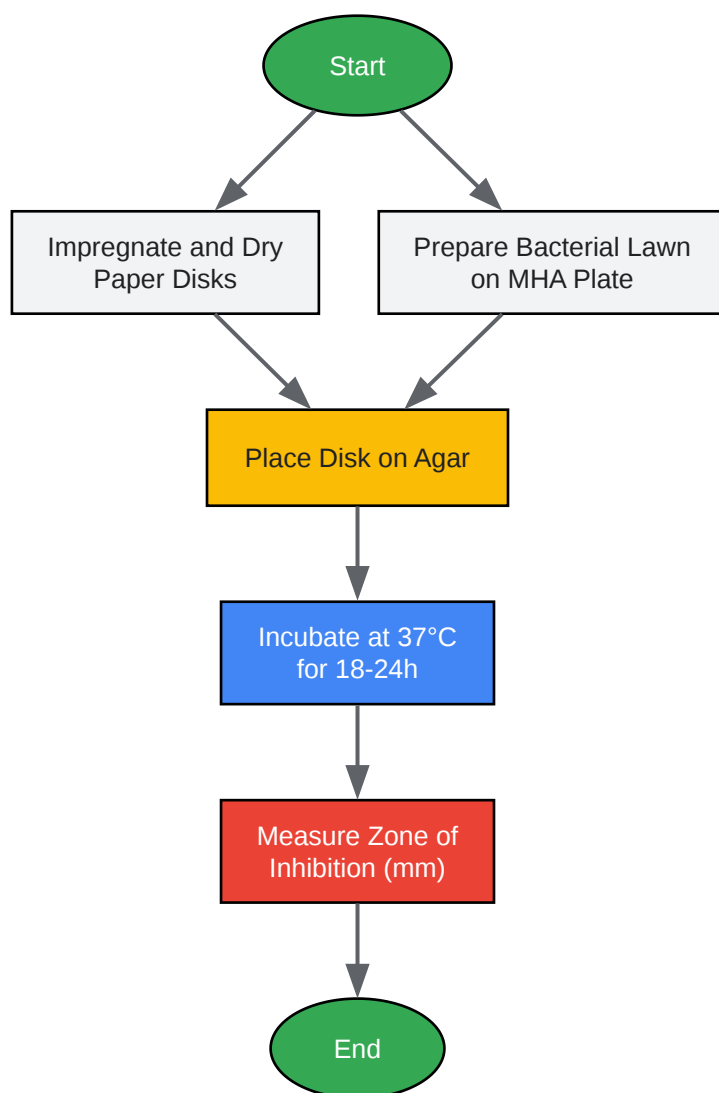 Start
Impregnate and Dry
Paper Disks
Prepare Bacterial Lawn
on MHA Plate
Place Disk on Agar
Incubate at 37°C
for 18-24h
Measure Zone of
Inhibition (mm)
End